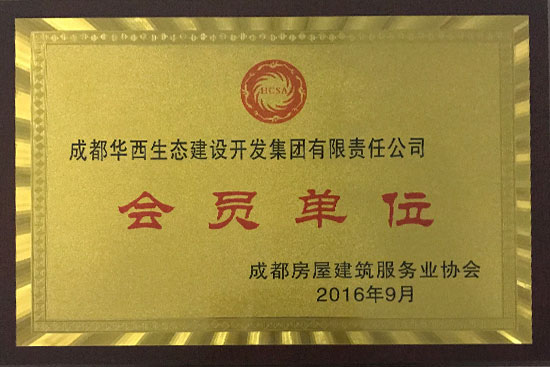 HCSA
成都华西生态建设开发集团有限责任公司
会员单位
成都房屋建筑服务业协会
2016年9月